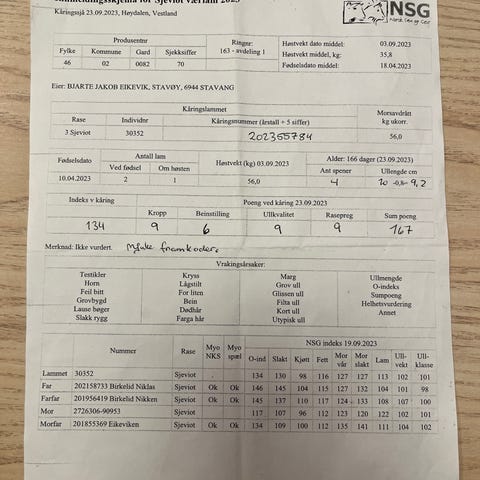 Innmeldingsskjema for Sjeviot værlam 2023
Kåringssjå 23.09.2023, Høydalen, Vestland
NSG
Norsk Sau og Geit
Produsentnr
Fylke Kommune Gard Sjekksiffer
46 02 0082 70
Ringnr:
163 - avdeling 1
Høstvekt dato middel: 03.09.2023
Høstvekt middel, kg: 35,8
Fødselsdato middel: 18.04.2023
Eier: BJARTE JAKOB EIKEVIK, STAVØY, 6944 STAVANG
Kåringslammet
Morsavdrått kg ukorr.
Rase Individnr Kåringsnummer (årstall + 5 siffer)
3 Sjeviot 30352 202355784 56,0
Fødselsdato Antall lam Høstvekt (kg) 03.09.2023 Alder: 166 dager (23.09.2023)
Ved fødsel Om høsten Ant spener Ullengde cm
10.04.2023 2 1 56,0 4 10 -0,8= 9,2
Indeks v kåring Poeng ved kåring 23.09.2023
Kropp Beinstilling Ullkvalitet Rasepreg Sum poeng
134 9 6 9 9 167
Merknad: Ikke vurdert. Mjuke framkoder.
Vrakingsårsaker:
Testikler Kryss Marg Ullmengde
Horn Lågstilt Grov ull O-indeks
Feil bitt For liten Glissen ull Sumpoeng
Grovbygd Bein Filta ull Helhetsvurdering
Lause bøger Dødhår Kort ull Annet
Slakk rygg Farga hår Utypisk ull
NSG indeks 19.09.2023
Nummer Rase Myo NKS Myo spæl O-ind Slakt Kjøtt Fett Mor vår Mor slakt Lam Ull-vekt Ull-klasse
Lammet 30352 Sjeviot 134 130 98 116 127 127 113 102 101
Far 202158733 Birkelid Niklas Sjeviot Ok Ok 146 145 104 115 127 132 104 101 98
Farfar 201956419 Birkelid Nikken Sjeviot Ok Ok 145 137 110 117 124 133 108 107 100
Mor 2726306-90953 Sjeviot 117 107 96 112 123 120 122 102 101
Morfar 201855369 Eikeviken Sjeviot Ok Ok 134 109 100 112 135 141 111 104 102